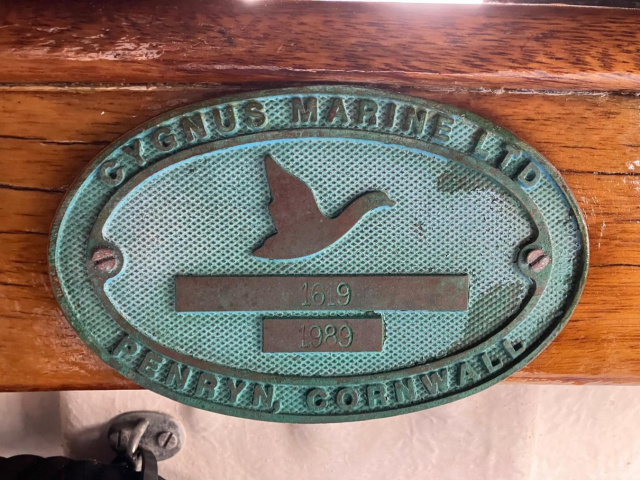 CYGNUS MARINE LTD
1619
1989
PENRYN, CORNWALL